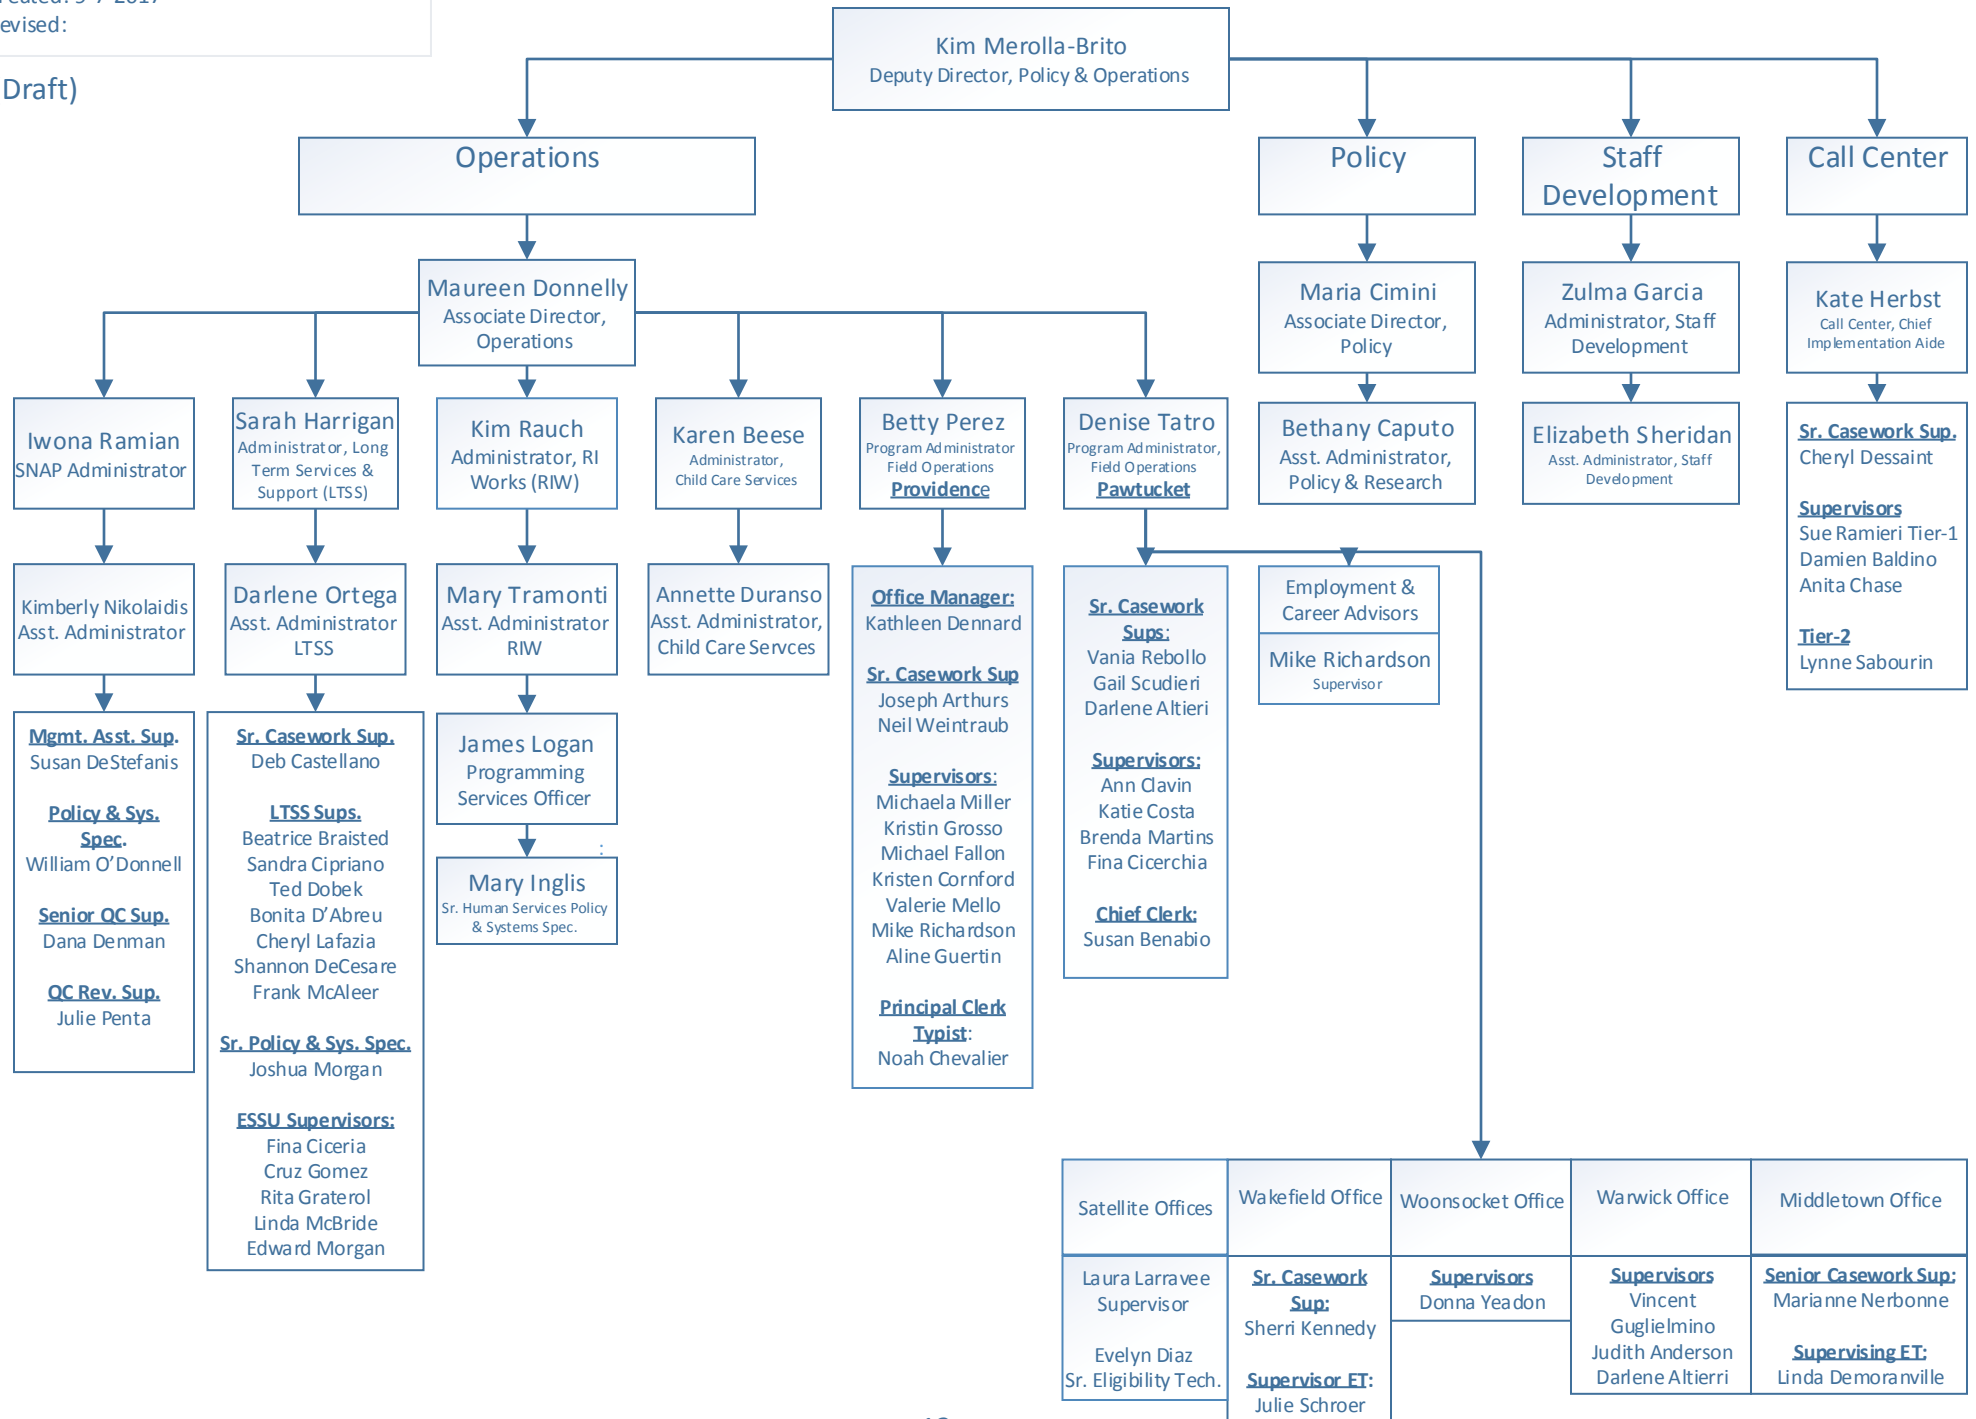 evised:
Draft)
Kim Merolla-Brito
Deputy Director, Policy & Operations
Operations
Policy
Staff
Development
Call Center
Maureen Donnelly
Associate Director,
Operations
Maria Cimini
Associate Director,
Policy
Zulma Garcia
Administrator, Staff
Development
Kate Herbst
Call Center, Chief
Implementation Aide
Iwona Ramian
SNAP Administrator
Sarah Harrigan
Administrator, Long
Term Services &
Support (LTSS)
Kim Rauch
Administrator, RI
Works (RIW)
Karen Beese
Administrator,
Child Care Services
Betty Perez
Program Administrator
Field Operations
Providence
Denise Tatro
Program Administrator,
Field Operations
Pawtucket
Bethany Caputo
Asst. Administrator,
Policy & Research
Elizabeth Sheridan
Asst. Administrator, Staff
Development
Sr. Casework Sup.
Cheryl Dessaint
Supervisors
Sue Ramieri Tier-1
Damien Baldino
Anita Chase
Tier-2
Lynne Sabourin
Kimberly Nikolaidis
Asst. Administrator
Darlene Ortega
Asst. Administrator
LTSS
Mary Tramonti
Asst. Administrator
RIW
Annette Duranso
Asst. Administrator,
Child Care Servces
Office Manager:
Kathleen Dennard
Sr. Casework Sup
Joseph Arthurs
Neil Weintraub
Supervisors:
Michaela Miller
Kristin Grosso
Michael Fallon
Kristen Cornford
Valerie Mello
Mike Richardson
Aline Guertin
Principal Clerk
Typist:
Noah Chevalier
Sr. Casework
Sups:
Vania Rebollo
Gail Scudieri
Darlene Altieri
Supervisors:
Ann Clavin
Katie Costa
Brenda Martins
Fina Cicerchia
Chief Clerk:
Susan Benabio
Employment &
Career Advisors
Mike Richardson
Supervisor
Mgmt. Asst. Sup.
Susan DeStefanis
Policy & Sys.
Spec.
William O'Donnell
Senior QC Sup.
Dana Denman
QC Rev. Sup.
Julie Penta
Sr. Casework Sup.
Deb Castellano
LTSS Sups.
Beatrice Braisted
Sandra Cipriano
Ted Dobek
Bonita D'Abreu
Cheryl Lafazia
Shannon DeCesare
Frank McAleer
Sr. Policy & Sys. Spec.
Joshua Morgan
ESSU Supervisors:
Fina Ciceria
Cruz Gomez
Rita Graterol
Linda McBride
Edward Morgan
James Logan
Programming
Services Officer
:
Mary Inglis
Sr. Human Services Policy
& Systems Spec.
Satellite Offices
Laura Larravee
Supervisor
Evelyn Diaz
Sr. Eligibility Tech.
Wakefield Office
Sr. Casework
Sup:
Sherri Kennedy
Supervisor ET:
Julie Schroer
Woonsocket Office
Supervisors
Donna Yeadon
Warwick Office
Supervisors
Vincent
Guglielmino
Judith Anderson
Darlene Altierri
Middletown Office
Senior Casework Sup:
Marianne Nerbonne
Supervising ET:
Linda Demoranville